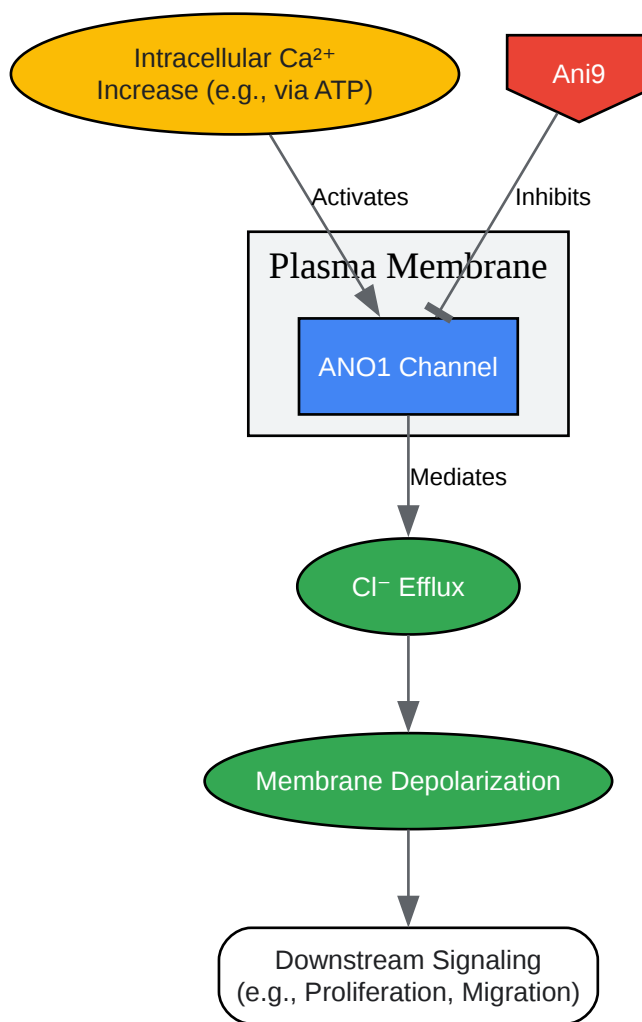 Intracellular Ca²⁺
Increase (e.g., via ATP)
Ani9
Activates
Inhibits
Plasma Membrane
ANO1 Channel
Mediates
Cl⁻ Efflux
Membrane Depolarization
Downstream Signaling
(e.g., Proliferation, Migration)